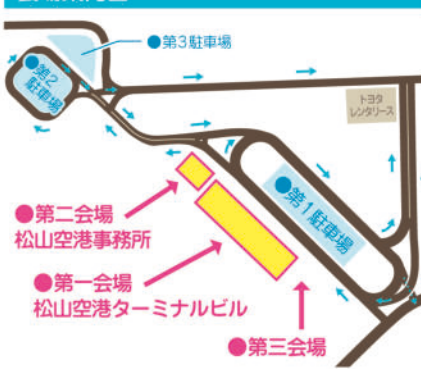 ●第3駐車場
●第2
駐車場
トヨタ
レンタリース
●第1駐車場
●第二会場
松山空港事務所
●第一会場
松山空港ターミナルビル
●第三会場